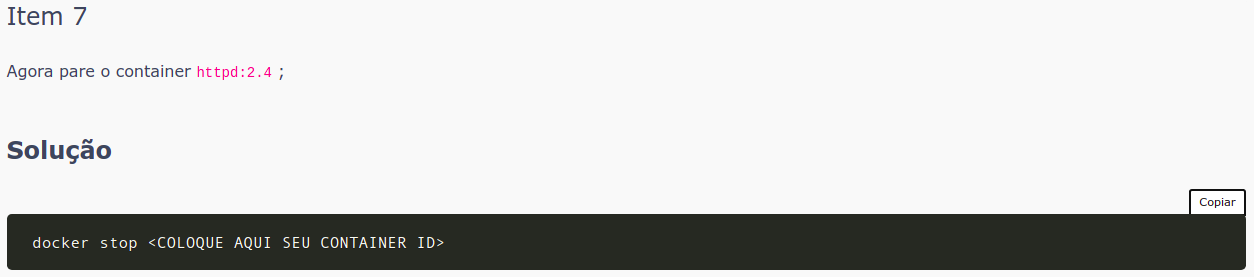 Item 7
Agora pare o container httpd:2.4 ;
Solução
Copiar
docker stop <COLOQUE AQUI SEU CONTAINER ID>